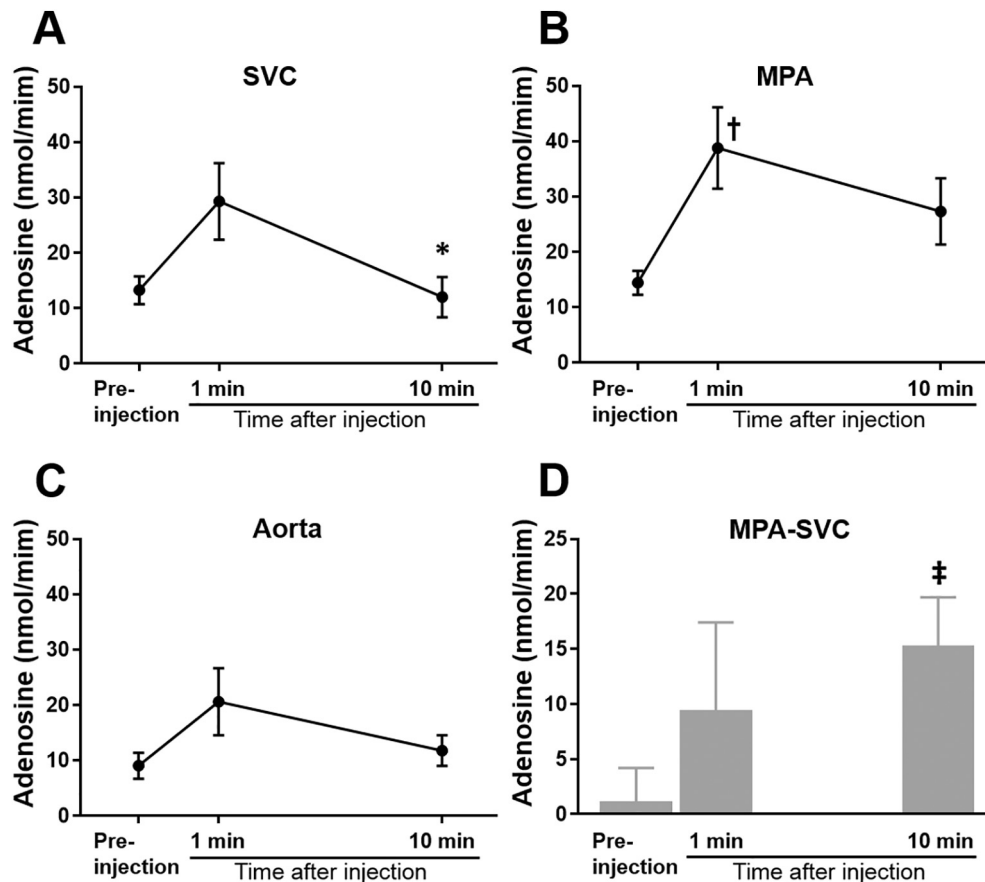 A
SVC
Adenosine (nmol/mim)
50
40
30
20
10
0
*
Pre-
injection
1 min
10 min
Time after injection
B
MPA
Adenosine (nmol/mim)
50
40
30
20
10
0
†
Pre-
injection
1 min
10 min
Time after injection
C
Aorta
Adenosine (nmol/mim)
50
40
30
20
10
0
Pre-
injection
1 min
10 min
Time after injection
D
MPA-SVC
Adenosine (nmol/mim)
25
20
15
10
5
0
‡
Pre-
injection
1 min
10 min
Time after injection